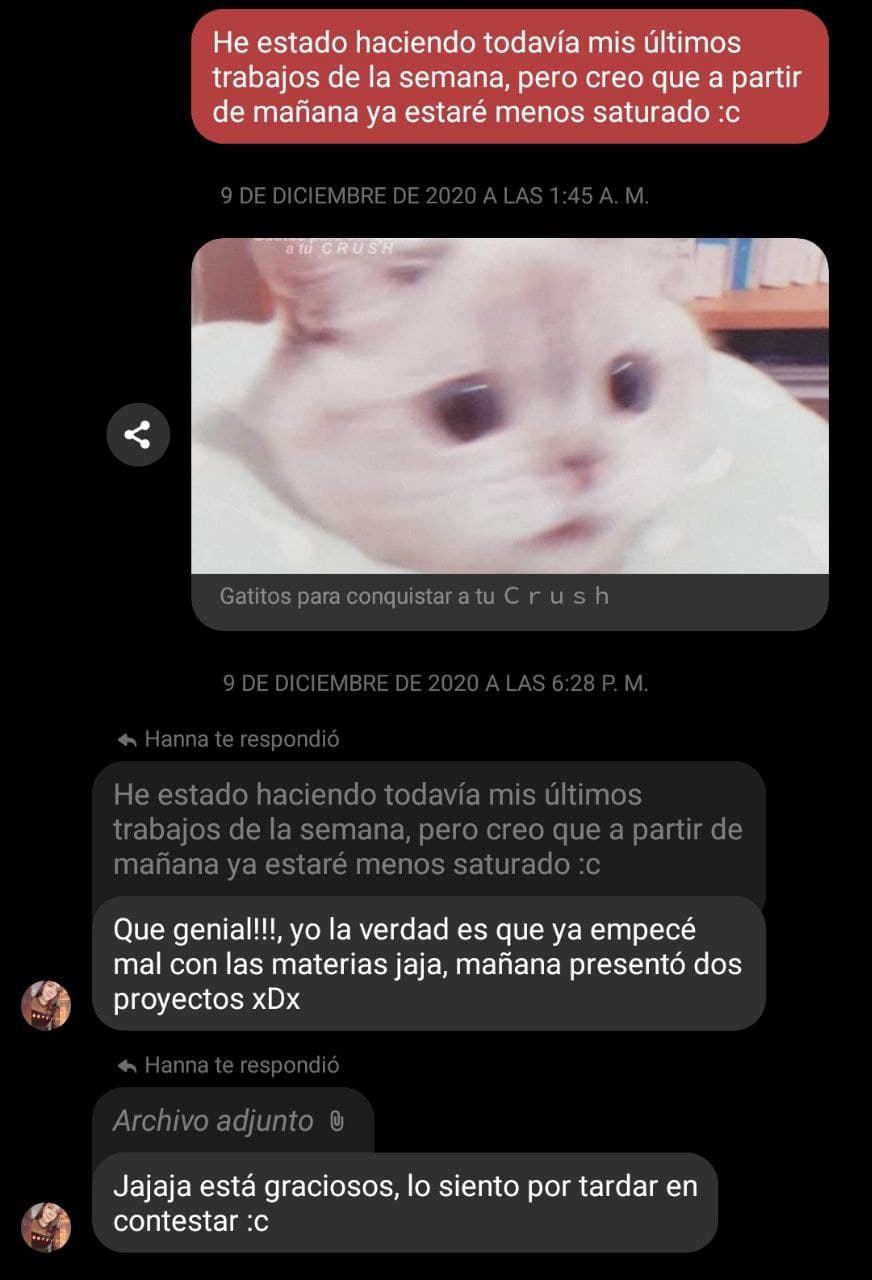 He estado haciendo todavía mis últimos
trabajos de la semana, pero creo que a partir
de mañana ya estaré menos saturado :c
9 DE DICIEMBRE DE 2020 A LAS 1:45 A. M.
a tu CRUSH
Gatitos para conquistar a tu C r u s h
9 DE DICIEMBRE DE 2020 A LAS 6:28 P. M.
Hanna te respondió
He estado haciendo todavía mis últimos
trabajos de la semana, pero creo que a partir de
mañana ya estaré menos saturado :c
Que genial!!!, yo la verdad es que ya empecé
mal con las materias jaja, mañana presentó dos
proyectos xDx
Hanna te respondió
Archivo adjunto
Jajaja está graciosos, lo siento por tardar en
contestar :c